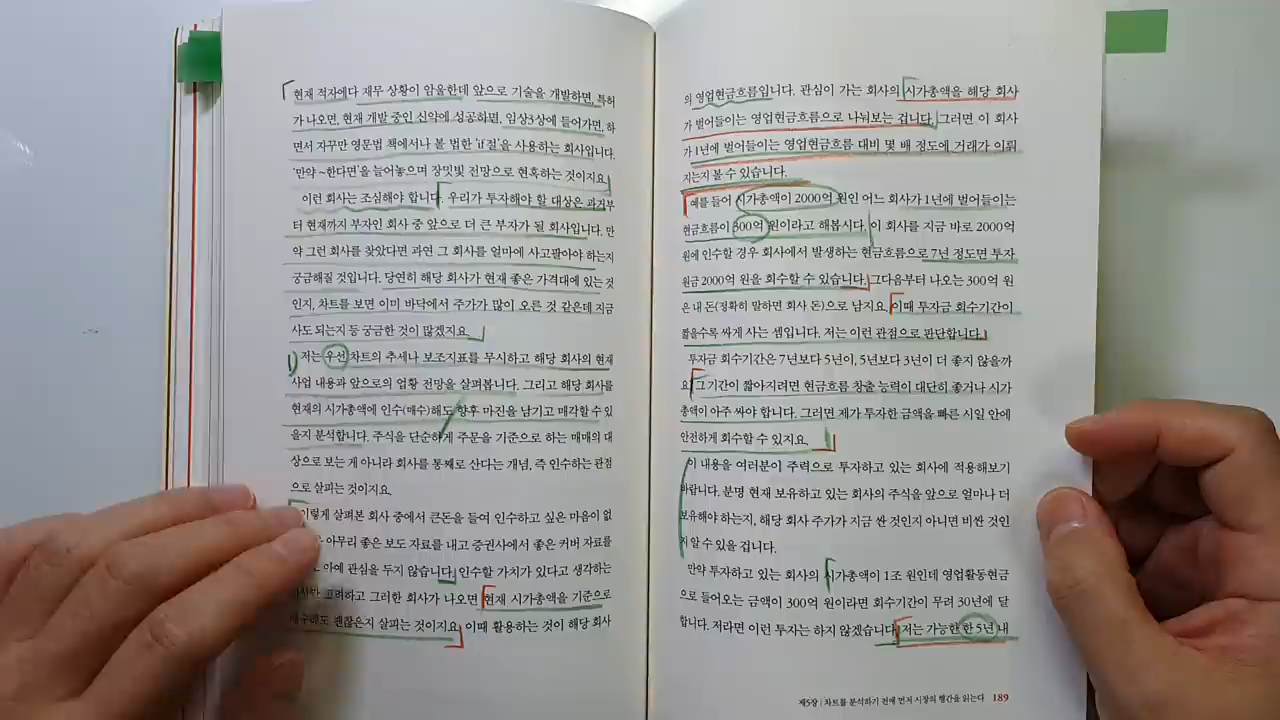 현재 적자에다 재무 상황이 암울한데 앞으로 기술을 개발하면, 특허
가 나오면, 현재 개발 중인 신약에 성공하면, 임상3상에 들어가면, 하
면서 자꾸만 영문법 책에서나 볼 법한 'if절'을 사용하는 회사입니다.
'만약 ~한다면'을 늘어놓으며 장밋빛 전망으로 현혹하는 것이지요.
이런 회사는 조심해야 합니다. 우리가 투자해야 할 대상은 과거부
터 현재까지 부자인 회사 중 앞으로 더 큰 부자가 될 회사입니다. 만
약 그런 회사를 찾았다면 과연 그 회사를 얼마에 사고팔아야 하는지
궁금해질 것입니다. 당연히 해당 회사가 현재 좋은 가격대에 있는 것
인지, 차트를 보면 이미 바닥에서 주가가 많이 오른 것 같은데 지금
사도 되는지 등 궁금한 것이 많겠지요.
저는 우선 차트의 추세나 보조지표를 무시하고 해당 회사의 현재
사업 내용과 앞으로의 업황 전망을 살펴봅니다. 그리고 해당 회사를
현재의 시가총액에 인수(매수)해도 향후 마진을 남기고 매각할 수 있
을지 분석합니다. 주식을 단순하게 주문을 기준으로 하는 매매의 대
상으로 보는 게 아니라 회사를 통째로 산다는 개념, 즉 인수하는 관점
으로 살피는 것이지요.
이렇게 살펴본 회사 중에서 큰돈을 들여 인수하고 싶은 마음이 없
아무리 좋은 보도 자료를 내고 증권사에서 좋은 커버 자료를
아예 관심을 두지 않습니다. 인수할 가치가 있다고 생각하는
고려하고 그러한 회사가 나오면 현재 시가총액을 기준으로
매수해도 괜찮은지 살피는 것이지요. 이때 활용하는 것이 해당 회사
의 영업현금흐름입니다. 관심이 가는 회사의 시가총액을 해당 회사
가 벌어들이는 영업현금흐름으로 나눠보는 겁니다. 그러면 이 회사
가 1년에 벌어들이는 영업현금흐름 대비 몇 배 정도에 거래가 이뤄
지는지 볼 수 있습니다.
예를 들어 시가총액이 2000억 원인 어느 회사가 1년에 벌어들이는
현금흐름이 300억 원이라고 해봅시다. 이 회사를 지금 바로 2000억
원에 인수할 경우 회사에서 발생하는 현금흐름으로 7년 정도면 투자
원금 2000억 원을 회수할 수 있습니다. 그다음부터 나오는 300억 원
은 내 돈(정확히 말하면 회사 돈)으로 남지요. 이때 투자금 회수기간이
짧을수록 싸게 사는 셈입니다. 저는 이런 관점으로 판단합니다.
투자금 회수기간은 7년보다 5년이, 5년보다 3년이 더 좋지 않을까
요? 그 기간이 짧아지려면 현금흐름 창출 능력이 대단히 좋거나 시가
총액이 아주 싸야 합니다. 그러면 제가 투자한 금액을 빠른 시일 안에
안전하게 회수할 수 있지요.
이 내용을 여러분이 주력으로 투자하고 있는 회사에 적용해보기
바랍니다. 분명 현재 보유하고 있는 회사의 주식을 앞으로 얼마나 더
보유해야 하는지, 해당 회사 주가가 지금 싼 것인지 아니면 비싼 것인
지 알 수 있을 겁니다.
만약 투자하고 있는 회사의 시가총액이 1조 원인데 영업활동현금
으로 들어오는 금액이 300억 원이라면 회수기간이 무려 30년에 달
합니다. 저라면 이런 투자는 하지 않겠습니다. 저는 가능한 한 5년 내
제5장 | 차트를 분석하기 전에 먼저 시장의 행간을 읽는다 189